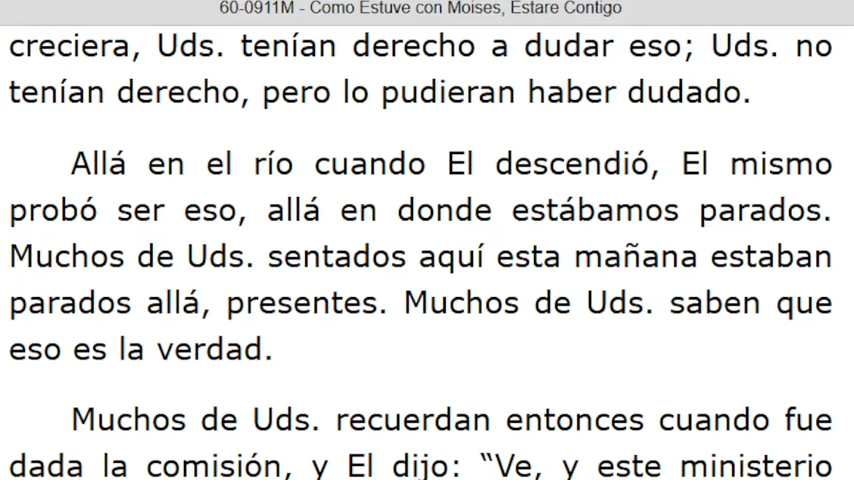 60-0911M - Como Estuve con Moises, Estare Contigo
creciera, Uds. tenían derecho a dudar eso; Uds. no
tenían derecho, pero lo pudieran haber dudado.
Allá en el río cuando El descendió, El mismo
probó ser eso, allá en donde estábamos parados.
Muchos de Uds. sentados aquí esta mañana estaban
parados allá, presentes. Muchos de Uds. saben que
eso es la verdad.
Muchos de Uds. recuerdan entonces cuando fue
dada la comisión, y El dijo: “Ve, y este ministerio